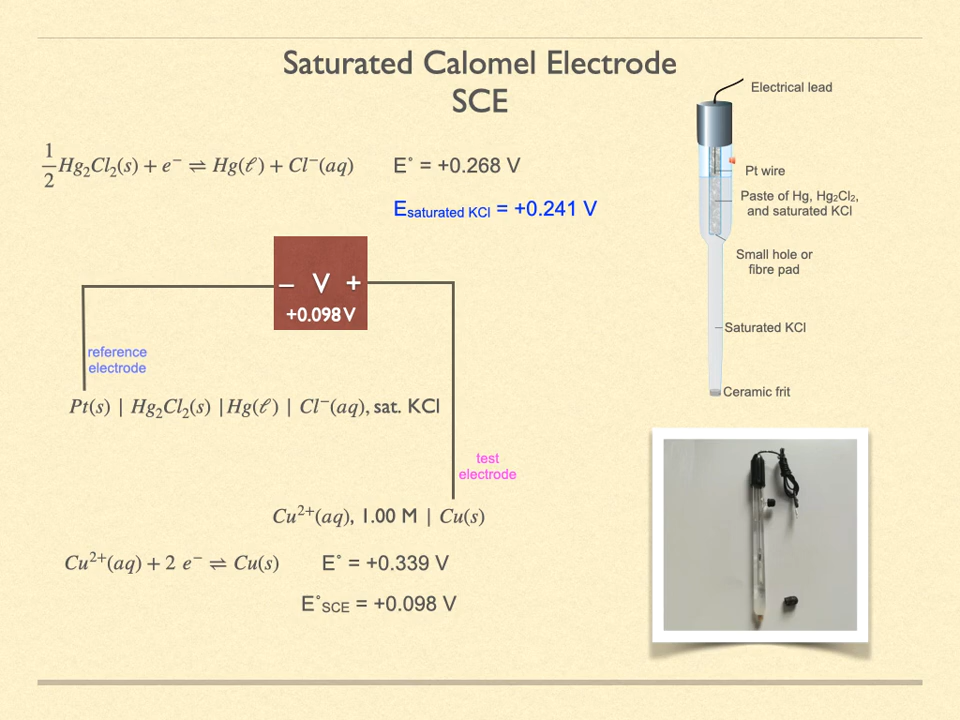 Saturated Calomel Electrode
SCE
½Hg₂Cl₂(s) + e⁻ ⇌ Hg(ℓ) + Cl⁻(aq)
E° = +0.268 V
Esaturated KCl = +0.241 V
– V +
+0.098 V
reference
electrode
Pt(s) | Hg₂Cl₂(s) | Hg(ℓ) | Cl⁻(aq), sat. KCl
test
electrode
Cu²⁺(aq), 1.00 M | Cu(s)
Cu²⁺(aq) + 2 e⁻ ⇌ Cu(s)
E° = +0.339 V
E°SCE = +0.098 V
Electrical lead
Pt wire
Paste of Hg, Hg₂Cl₂,
and saturated KCl
Small hole or
fibre pad
Saturated KCl
Ceramic frit